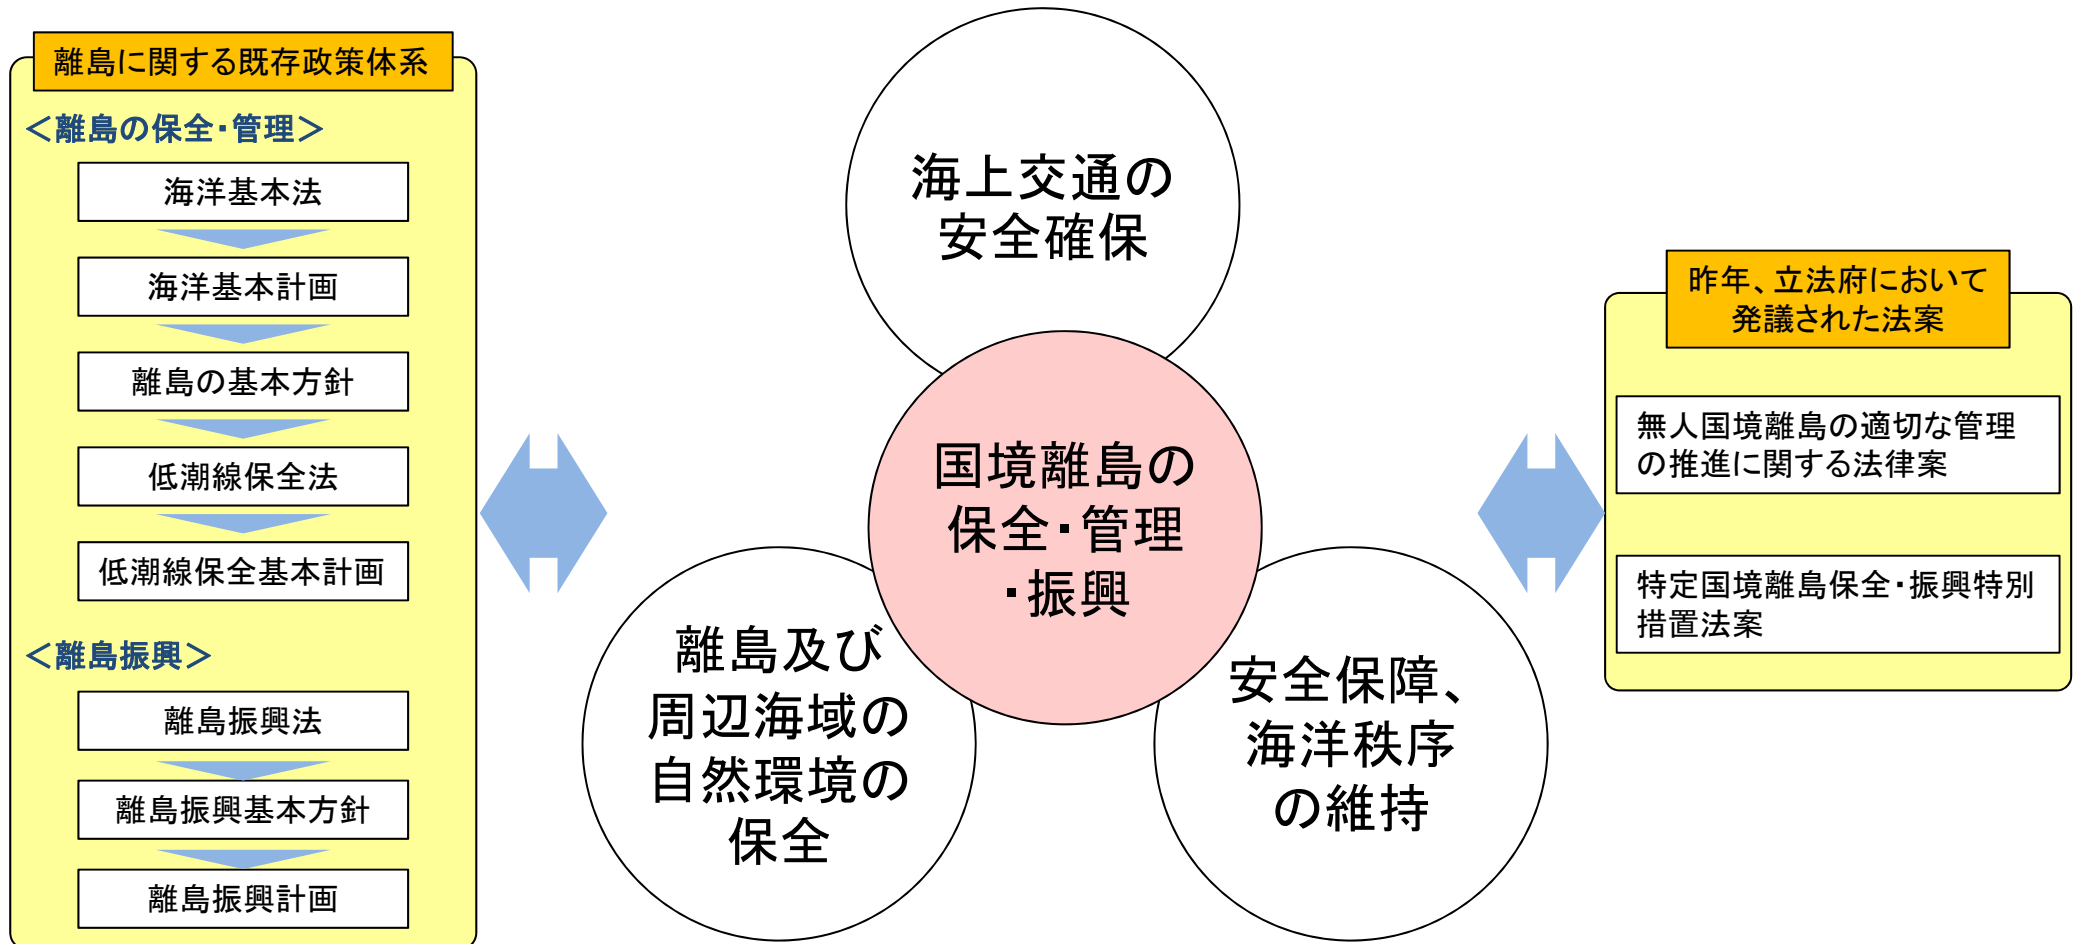 離島に関する既存政策体系
＜離島の保全・管理＞
海洋基本法
海洋基本計画
離島の基本方針
低潮線保全法
低潮線保全基本計画
＜離島振興＞
離島振興法
離島振興基本方針
離島振興計画
海上交通の
安全確保
国境離島の
保全・管理
・振興
離島及び
周辺海域の
自然環境の
保全
安全保障、
海洋秩序
の維持
昨年、立法府において
発議された法案
無人国境離島の適切な管理
の推進に関する法律案
特定国境離島保全・振興特別
措置法案